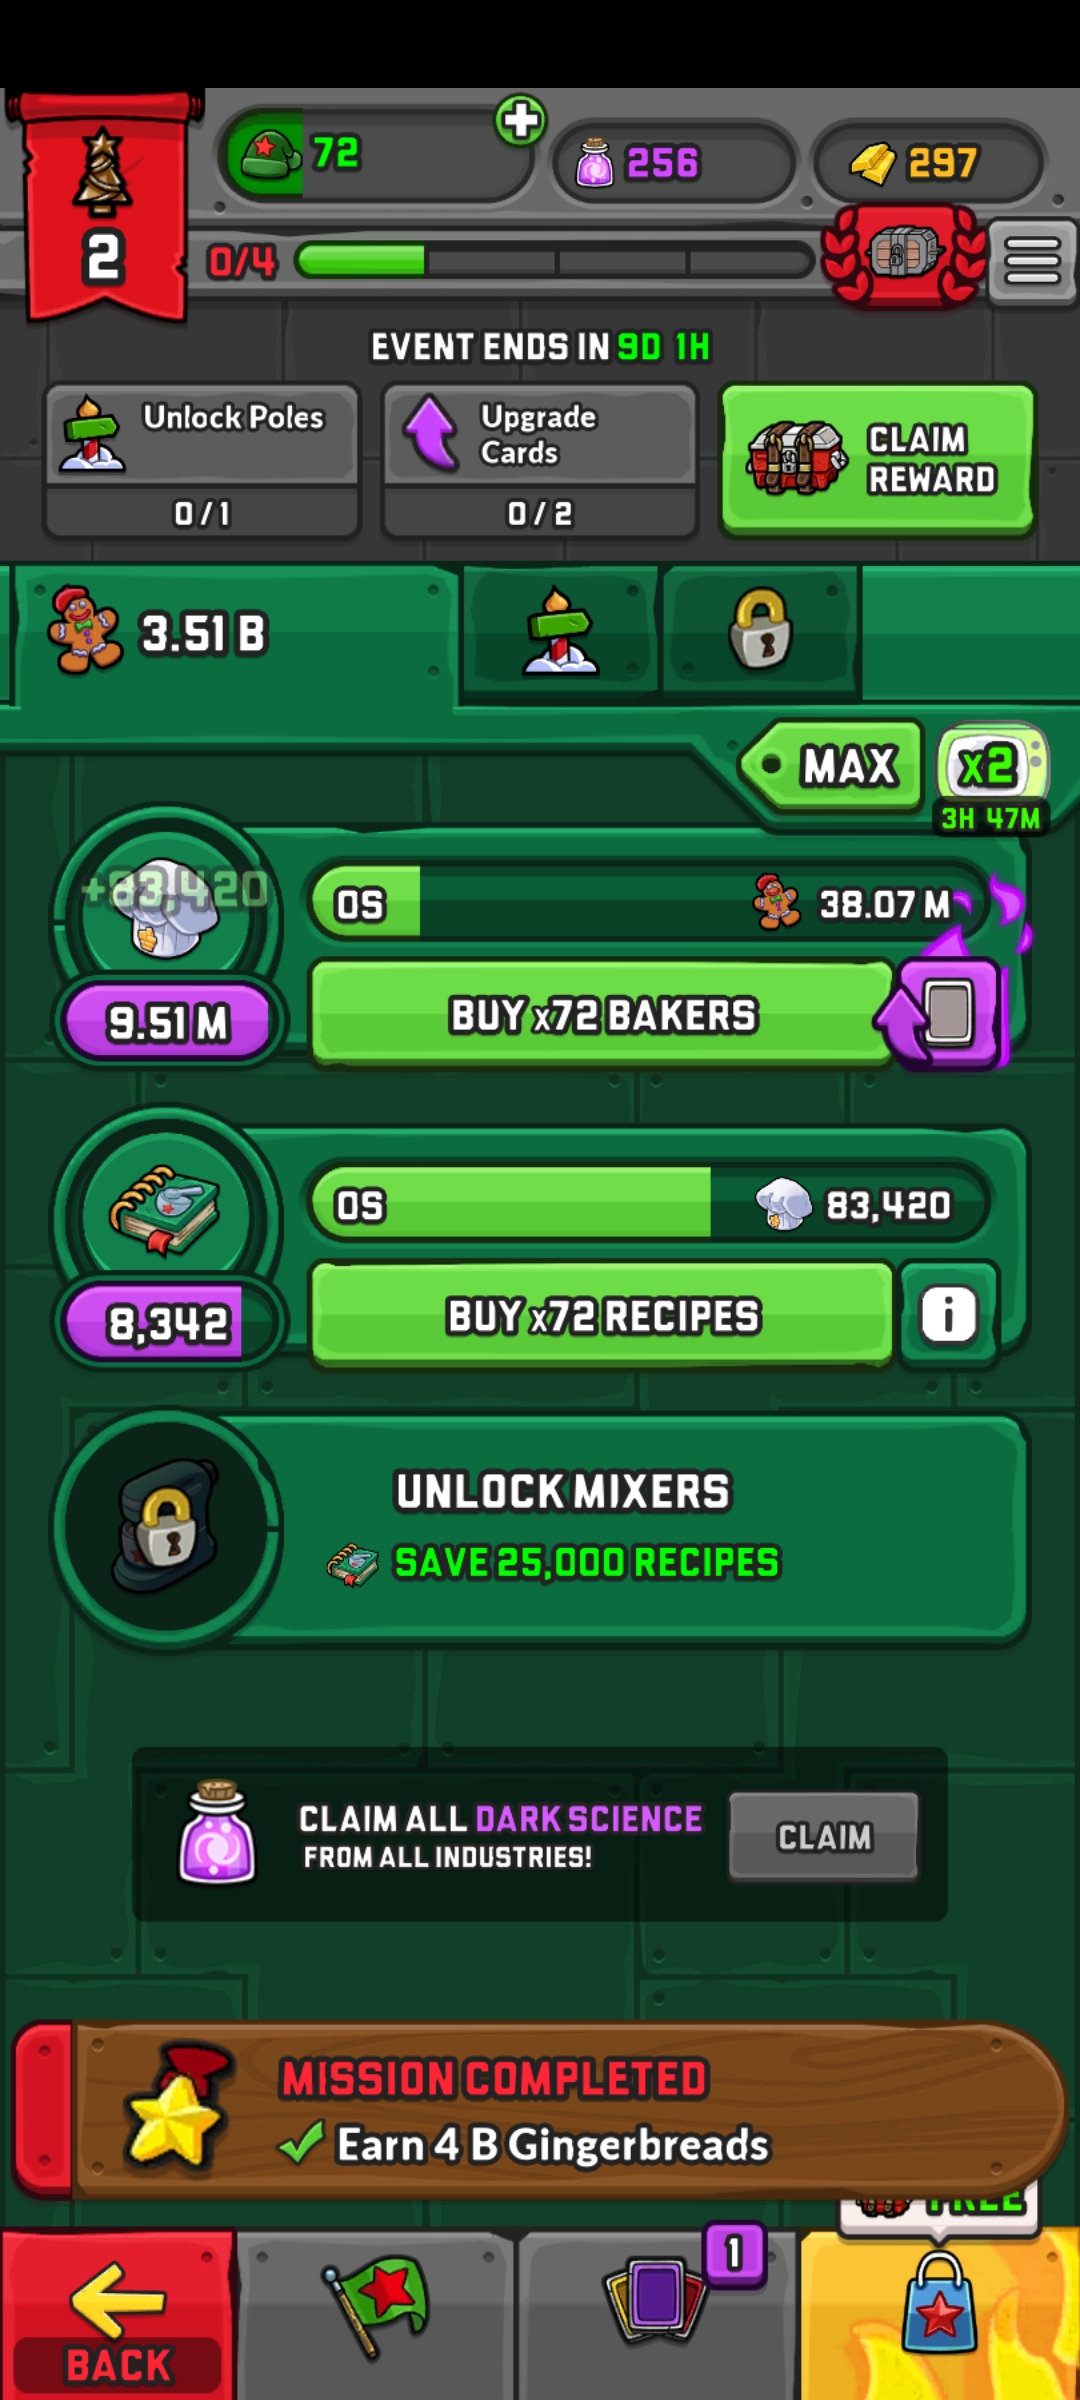 72
256
297
2
0/4
EVENT ENDS IN 9D 1H
Unlock Poles
0/1
Upgrade
Cards
0/2
CLAIM
REWARD
3.51 B
MAX
x2
3H 47M
+83,420
0S
38.07 M
9.51 M
BUY x72 BAKERS
0S
83,420
8,342
BUY x72 RECIPES
i
UNLOCK MIXERS
SAVE 25,000 RECIPES
CLAIM ALL DARK SCIENCE
FROM ALL INDUSTRIES!
CLAIM
MISSION COMPLETED
Earn 4 B Gingerbreads
FREE
1
BACK